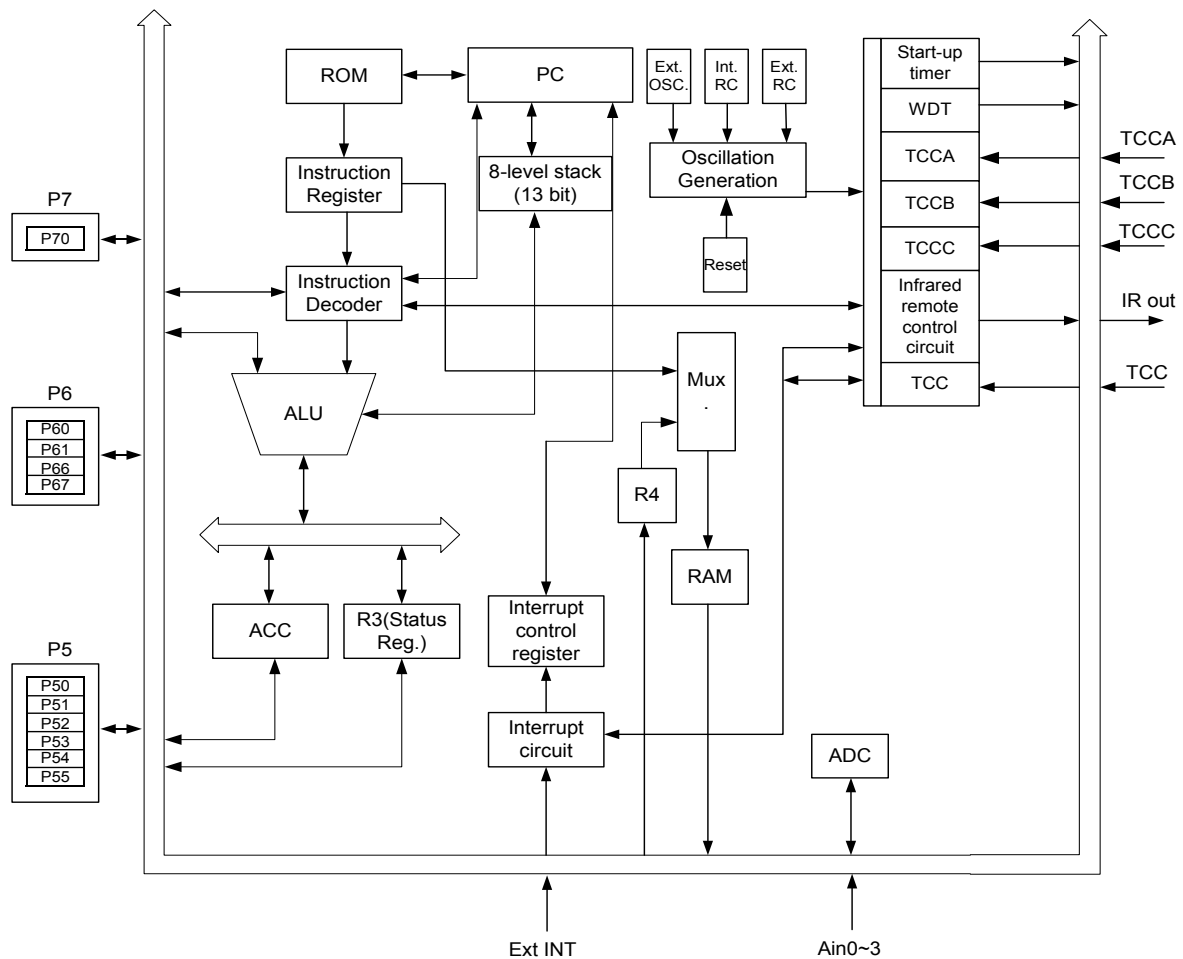 ROM
PC
Ext.
OSC.
Int.
RC
Ext.
RC
Start-up
timer
WDT
TCCA
TCCB
TCCC
Infrared
remote
control
circuit
TCC
TCCA
TCCB
TCCC
IR out
TCC
Instruction
Register
8-level stack
(13 bit)
Oscillation
Generation
Reset
P7
P70
Instruction
Decoder
Mux
.
ALU
P6
P60
P61
P66
P67
R4
RAM
ACC
R3(Status
Reg.)
Interrupt
control
register
P5
P50
P51
P52
P53
P54
P55
Interrupt
circuit
ADC
Ext INT
Ain0~3